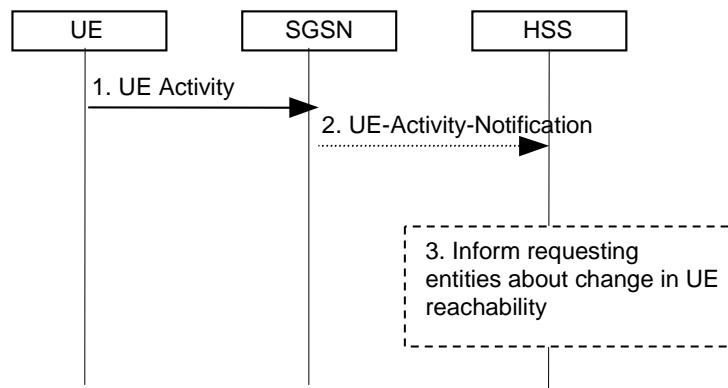 UE
SGSN
HSS
1. UE Activity
2. UE-Activity-Notification
3. Inform requesting
entities about change in UE
reachability